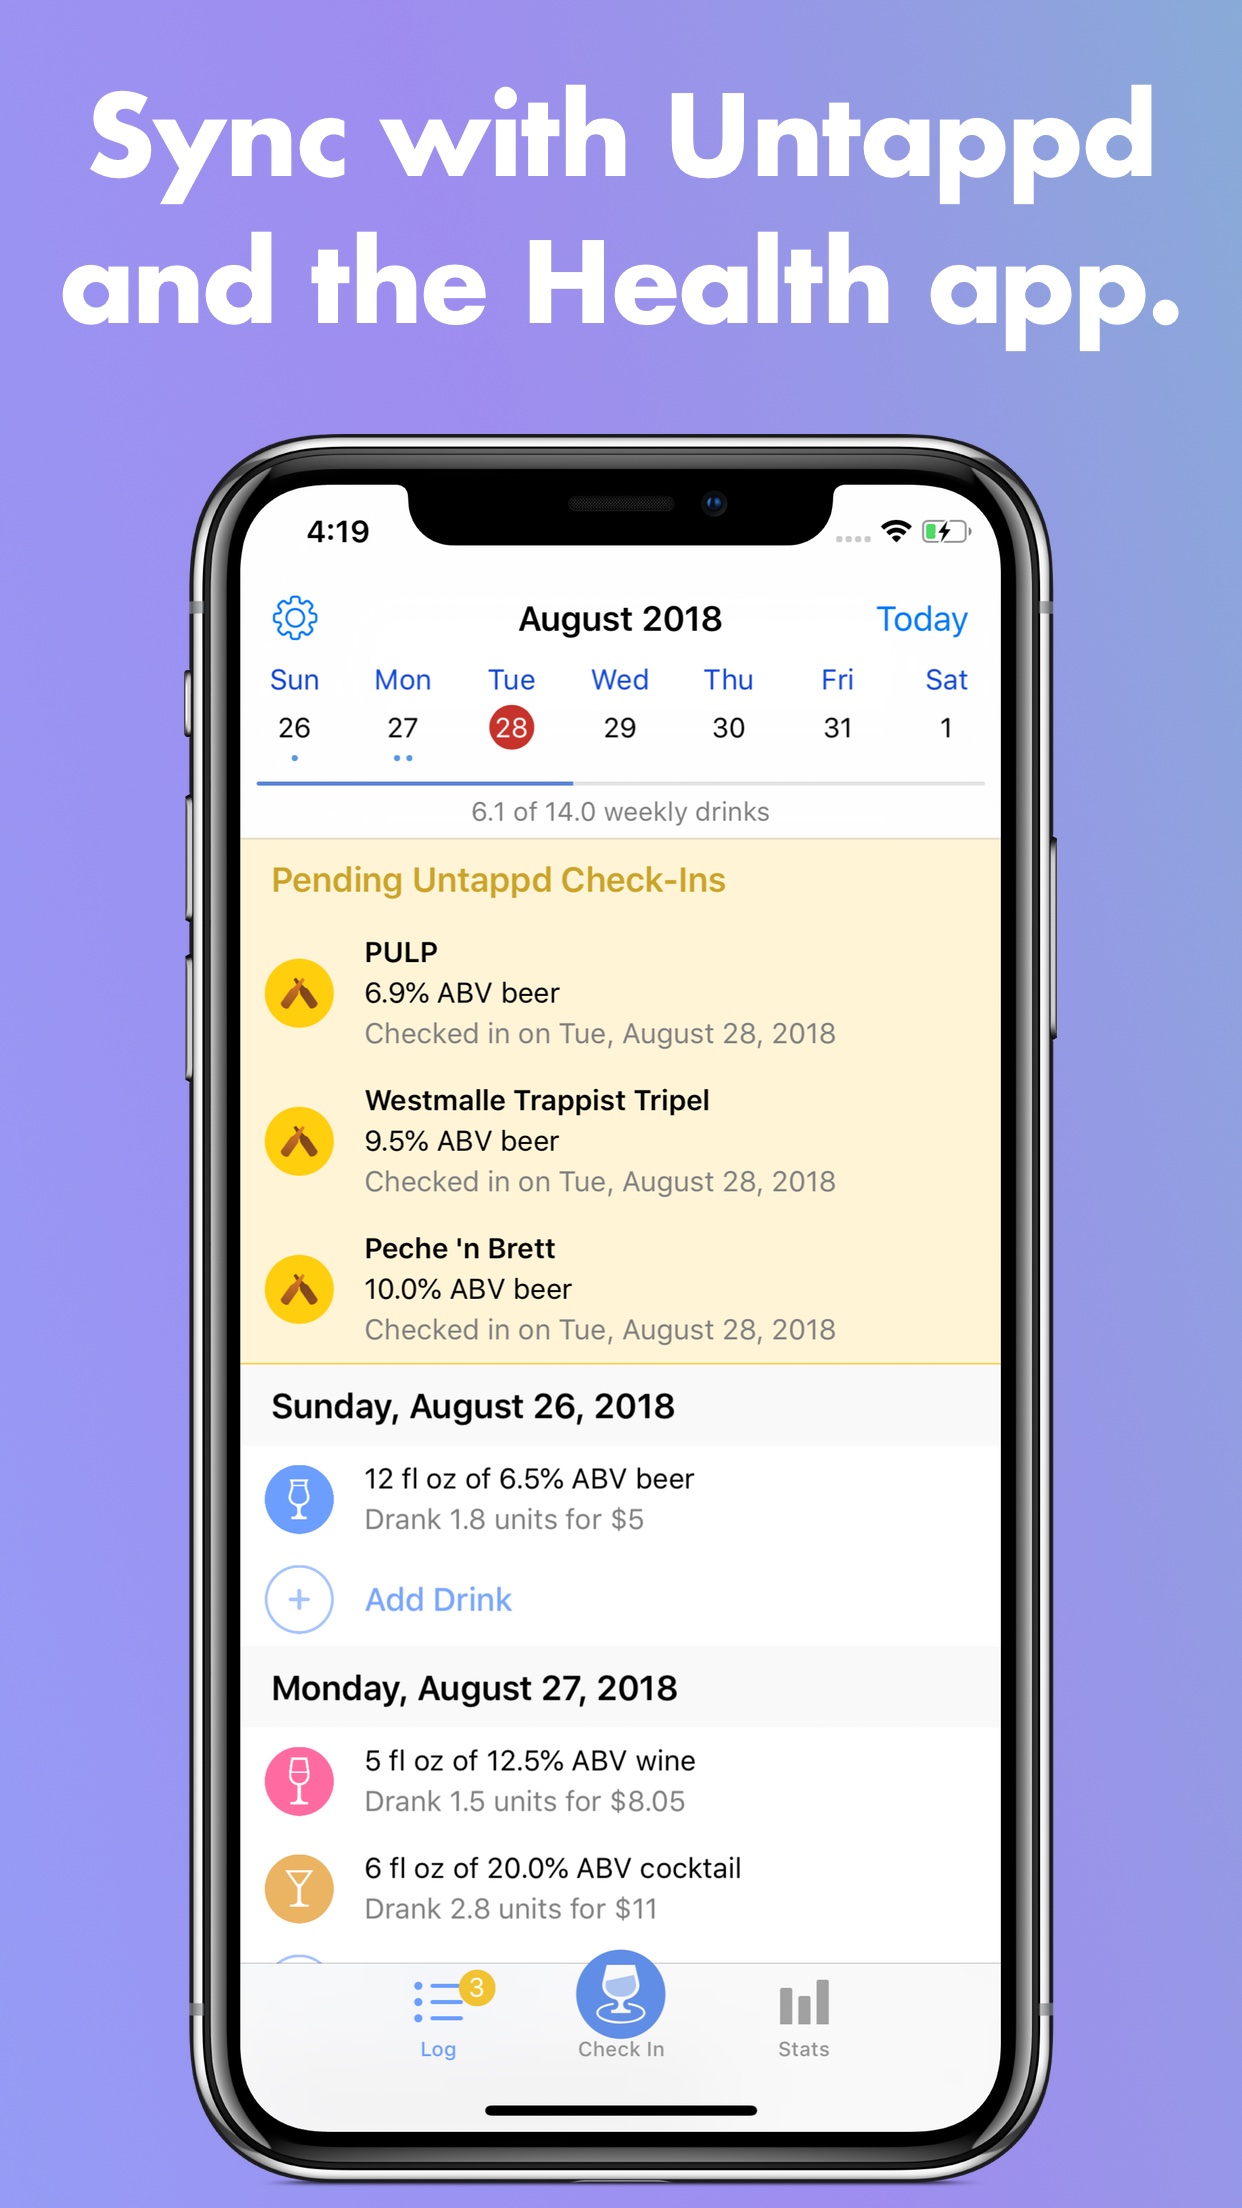 Sync with Untappd
and the Health app.
4:19
August 2018
Today
Sun Mon Tue Wed Thu Fri Sat
26 27 28 29 30 31 1
6.1 of 14.0 weekly drinks
Pending Untappd Check-Ins
PULP
6.9% ABV beer
Checked in on Tue, August 28, 2018
Westmalle Trappist Tripel
9.5% ABV beer
Checked in on Tue, August 28, 2018
Peche 'n Brett
10.0% ABV beer
Checked in on Tue, August 28, 2018
Sunday, August 26, 2018
12 fl oz of 6.5% ABV beer
Drank 1.8 units for $5
Add Drink
Monday, August 27, 2018
5 fl oz of 12.5% ABV wine
Drank 1.5 units for $8.05
6 fl oz of 20.0% ABV cocktail
Drank 2.8 units for $11
3
Log Check In Stats